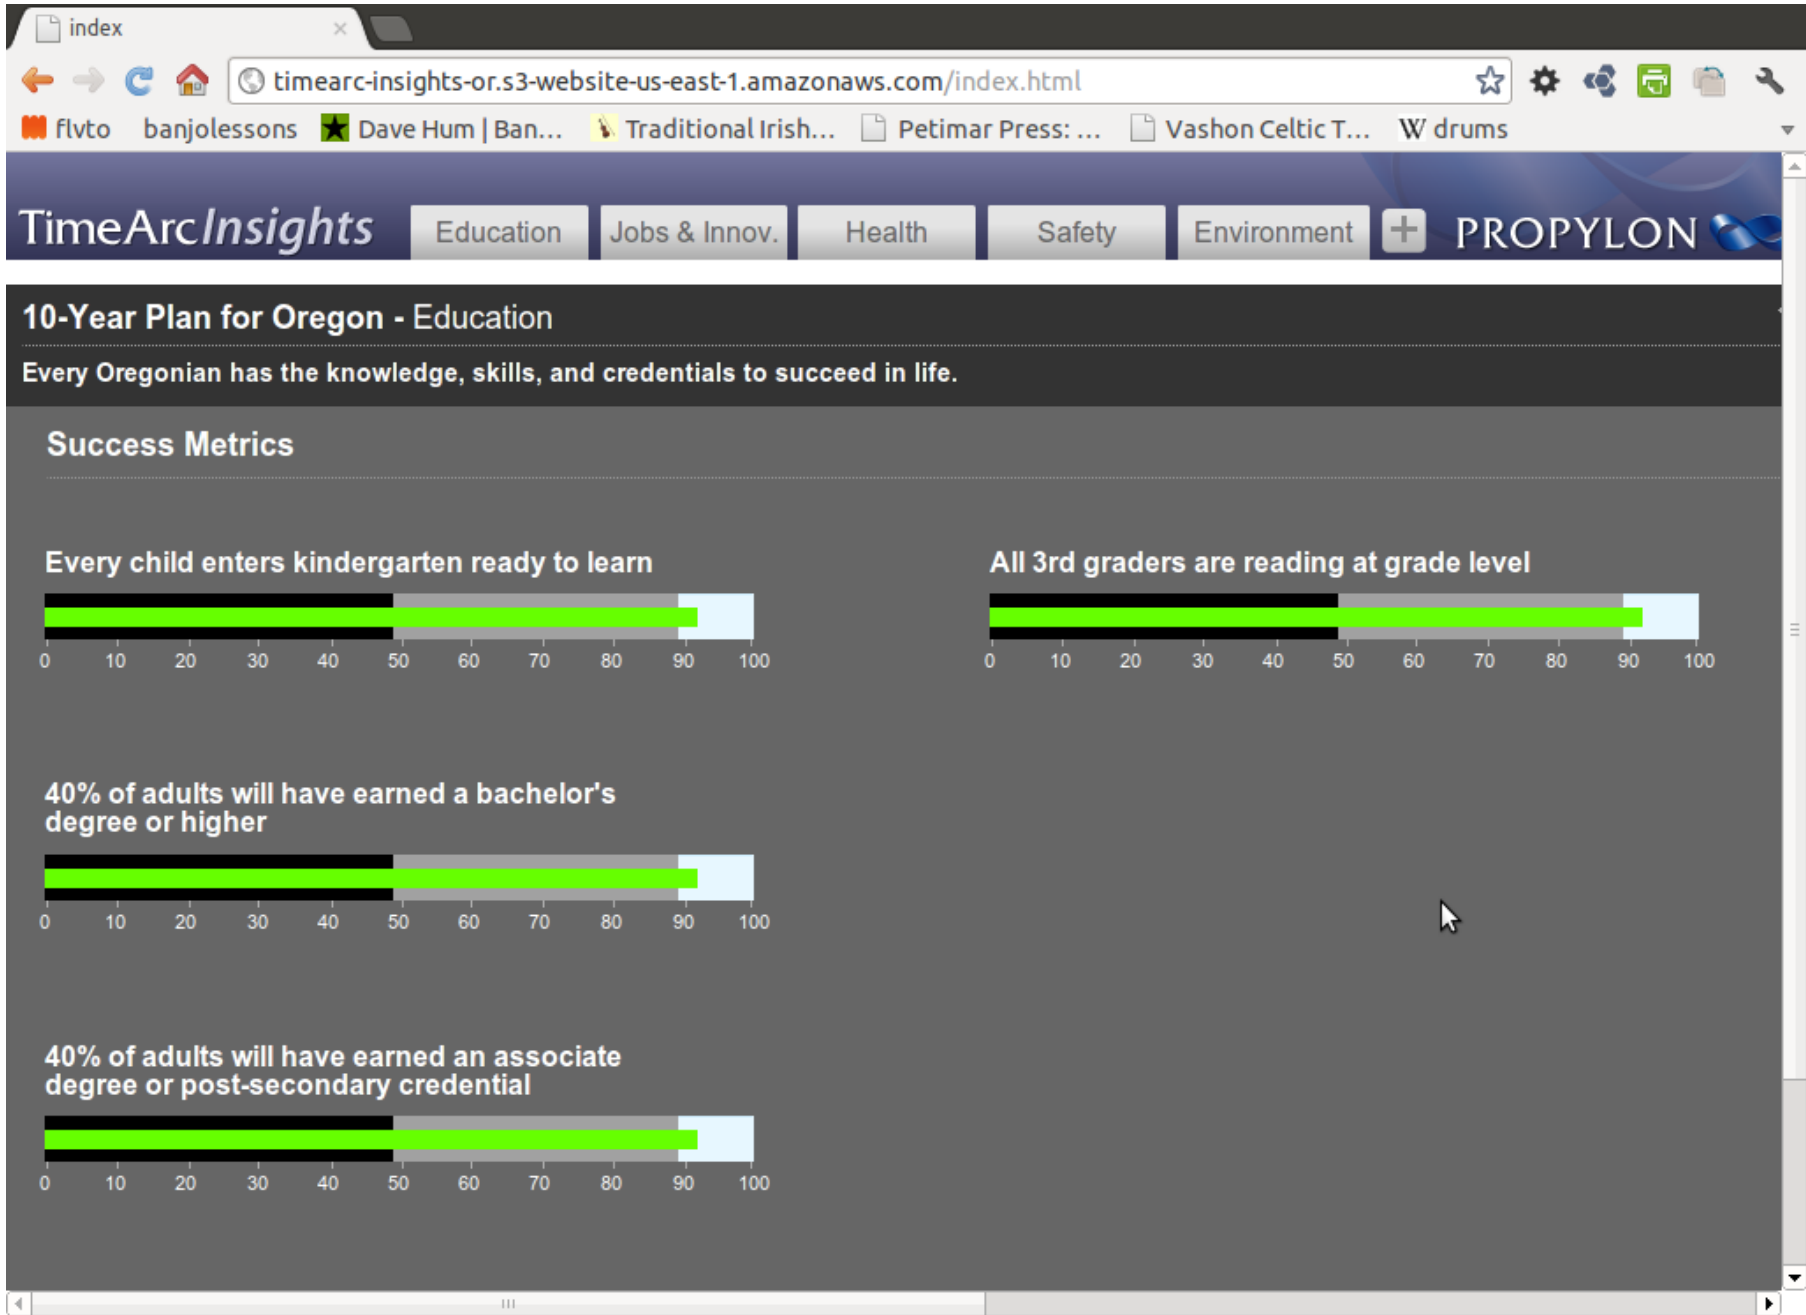 index
timearc-insights-or.s3-website-us-east-1.amazonaws.com/index.html
flvto banjolessons Dave Hum | Ban... Traditional Irish... Petimar Press: ... Vashon Celtic T... W drums
TimeArcInsights Education Jobs & Innov. Health Safety Environment + PROPYLON
10-Year Plan for Oregon - Education
Every Oregonian has the knowledge, skills, and credentials to succeed in life.
Success Metrics
Every child enters kindergarten ready to learn
0 10 20 30 40 50 60 70 80 90 100
All 3rd graders are reading at grade level
0 10 20 30 40 50 60 70 80 90 100
40% of adults will have earned a bachelor's
degree or higher
0 10 20 30 40 50 60 70 80 90 100
40% of adults will have earned an associate
degree or post-secondary credential
0 10 20 30 40 50 60 70 80 90 100